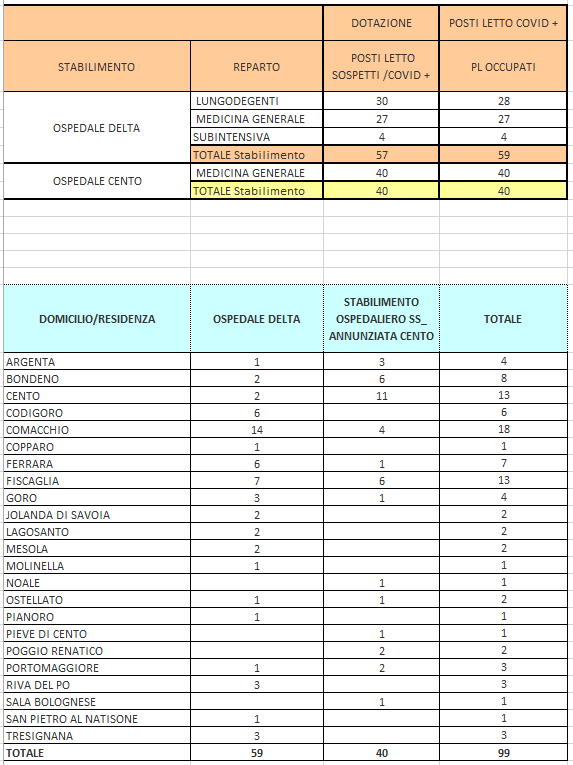 DOTAZIONE POSTI LETTO COVID +
STABILIMENTO REPARTO POSTI LETTO SOSPETTI /COVID + PL OCCUPATI
OSPEDALE DELTA
LUNGODEGENTI 30 28
MEDICINA GENERALE 27 27
SUBINTENSIVA 4 4
TOTALE Stabilimento 57 59
OSPEDALE CENTO
MEDICINA GENERALE 40 40
TOTALE Stabilimento 40 40
DOMICILIO/RESIDENZA OSPEDALE DELTA STABILIMENTO OSPEDALIERO SS_ ANNUNZIATA CENTO TOTALE
ARGENTA 1 3 4
BONDENO 2 6 8
CENTO 2 11 13
CODIGORO 6 6
COMACCHIO 14 4 18
COPPARO 1 1
FERRARA 6 1 7
FISCAGLIA 7 6 13
GORO 3 1 4
JOLANDA DI SAVOIA 2 2
LAGOSANTO 2 2
MESOLA 2 2
MOLINELLA 1 1
NOALE 1 1
OSTELLATO 1 1 2
PIANORO 1 1
PIEVE DI CENTO 1 1
POGGIO RENATICO 2 2
PORTOMAGGIORE 1 2 3
RIVA DEL PO 3 3
SALA BOLOGNESE 1 1
SAN PIETRO AL NATISONE 1 1
TRESIGNANA 3 3
TOTALE 59 40 99